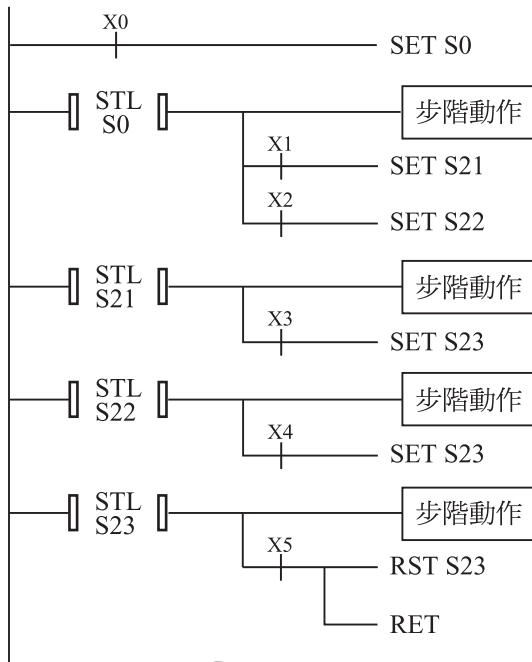 X0
SET S0
STL
S0
步階動作
X1
SET S21
X2
SET S22
STL
S21
步階動作
X3
SET S23
STL
S22
步階動作
X4
SET S23
STL
S23
步階動作
X5
RST S23
RET